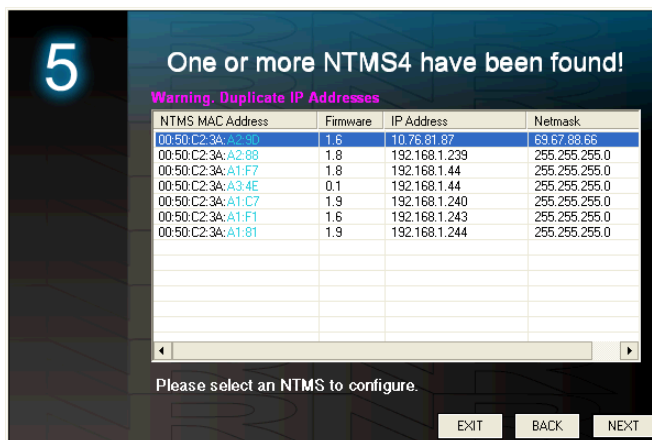 5
One or more NTMS4 have been found!
Warning. Duplicate IP Addresses
NTMS MAC Address Firmware IP Address Netmask
00:50:C2:3A:A2:9D 1.6 10.76.81.87 69.67.88.66
00:50:C2:3A:A2:88 1.8 192.168.1.239 255.255.255.0
00:50:C2:3A:A1:F7 1.8 192.168.1.44 255.255.255.0
00:50:C2:3A:A3:4E 0.1 192.168.1.44 255.255.255.0
00:50:C2:3A:A1:C7 1.9 192.168.1.240 255.255.255.0
00:50:C2:3A:A1:F1 1.6 192.168.1.243 255.255.255.0
00:50:C2:3A:A1:81 1.9 192.168.1.244 255.255.255.0
Please select an NTMS to configure.
EXIT BACK NEXT